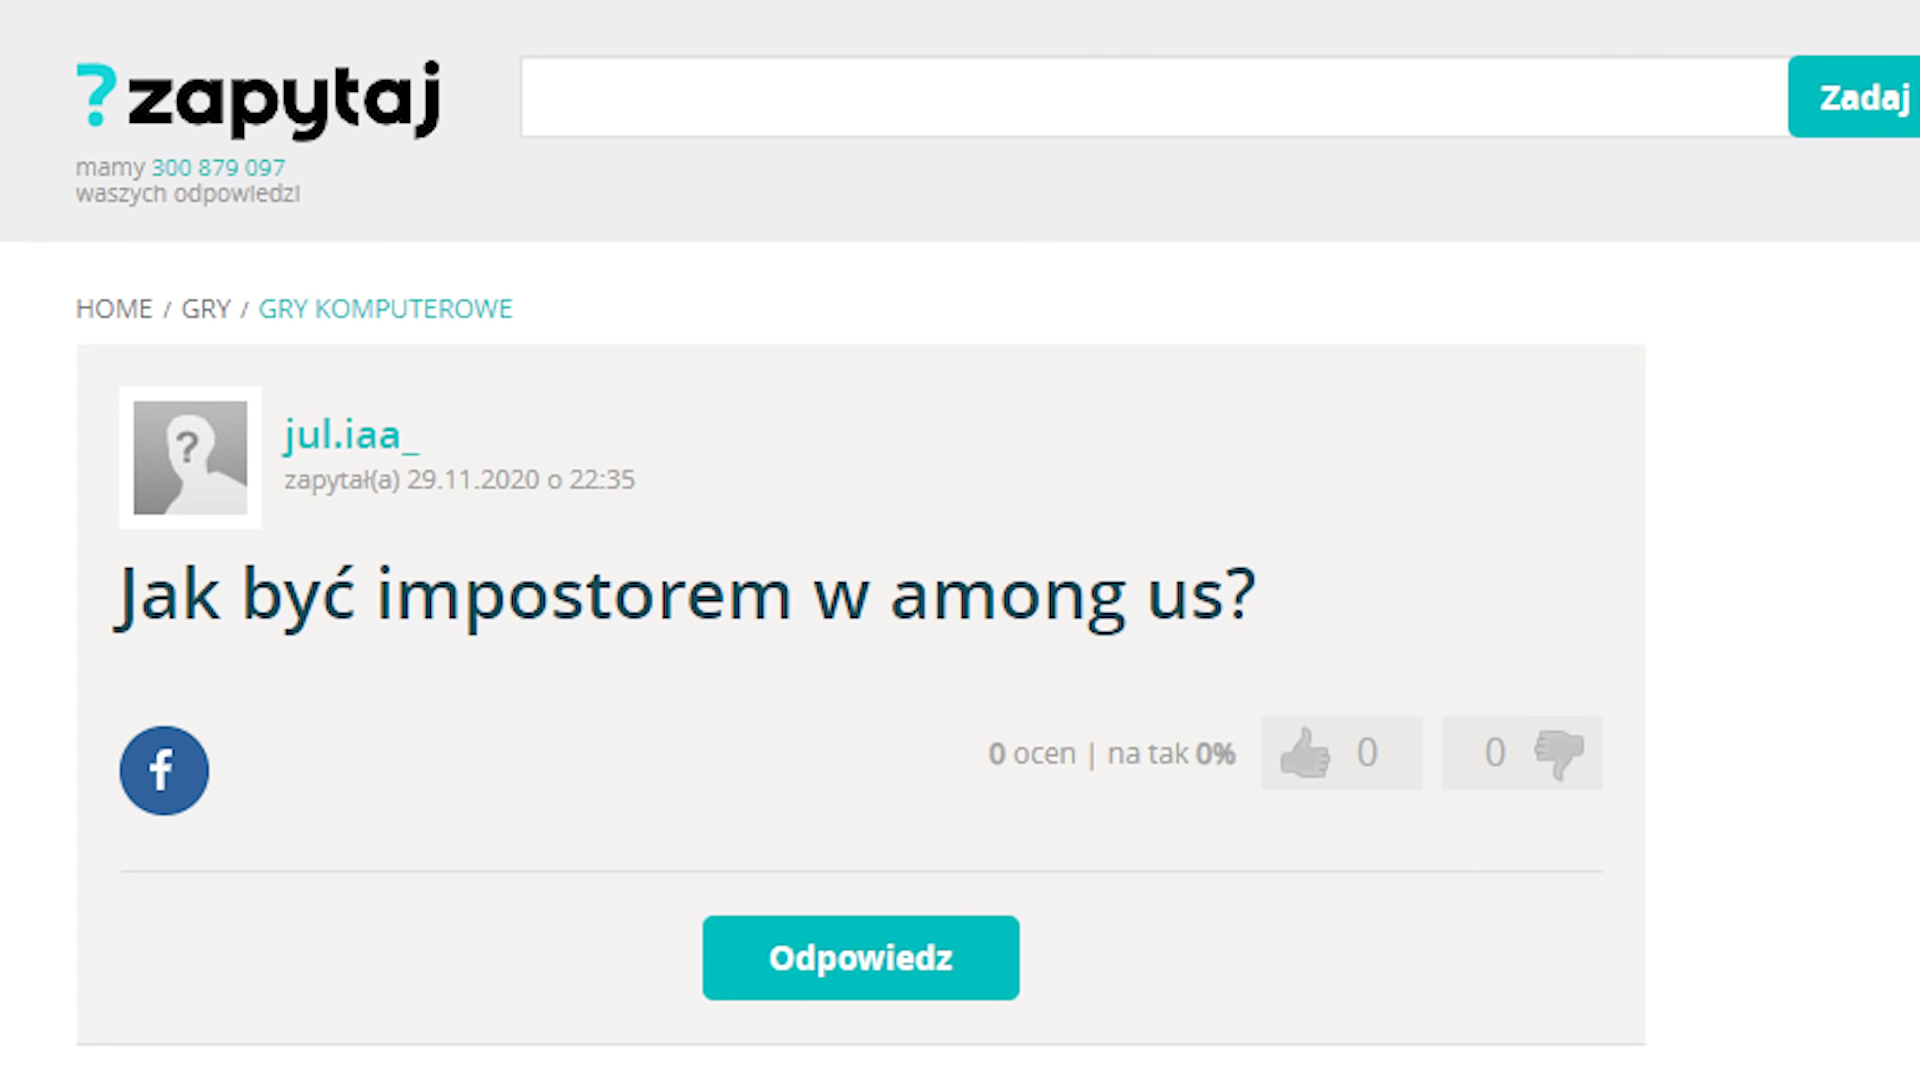 ?zapytaj
Zadaj
mamy 300 879 097
waszych odpowiedzi
HOME / GRY / GRY KOMPUTEROWE
?
jul.iaa_
zapytał(a) 29.11.2020 o 22:35
Jak być impostorem w among us?
f
0 ocen | na tak 0% 0 0
Odpowiedz